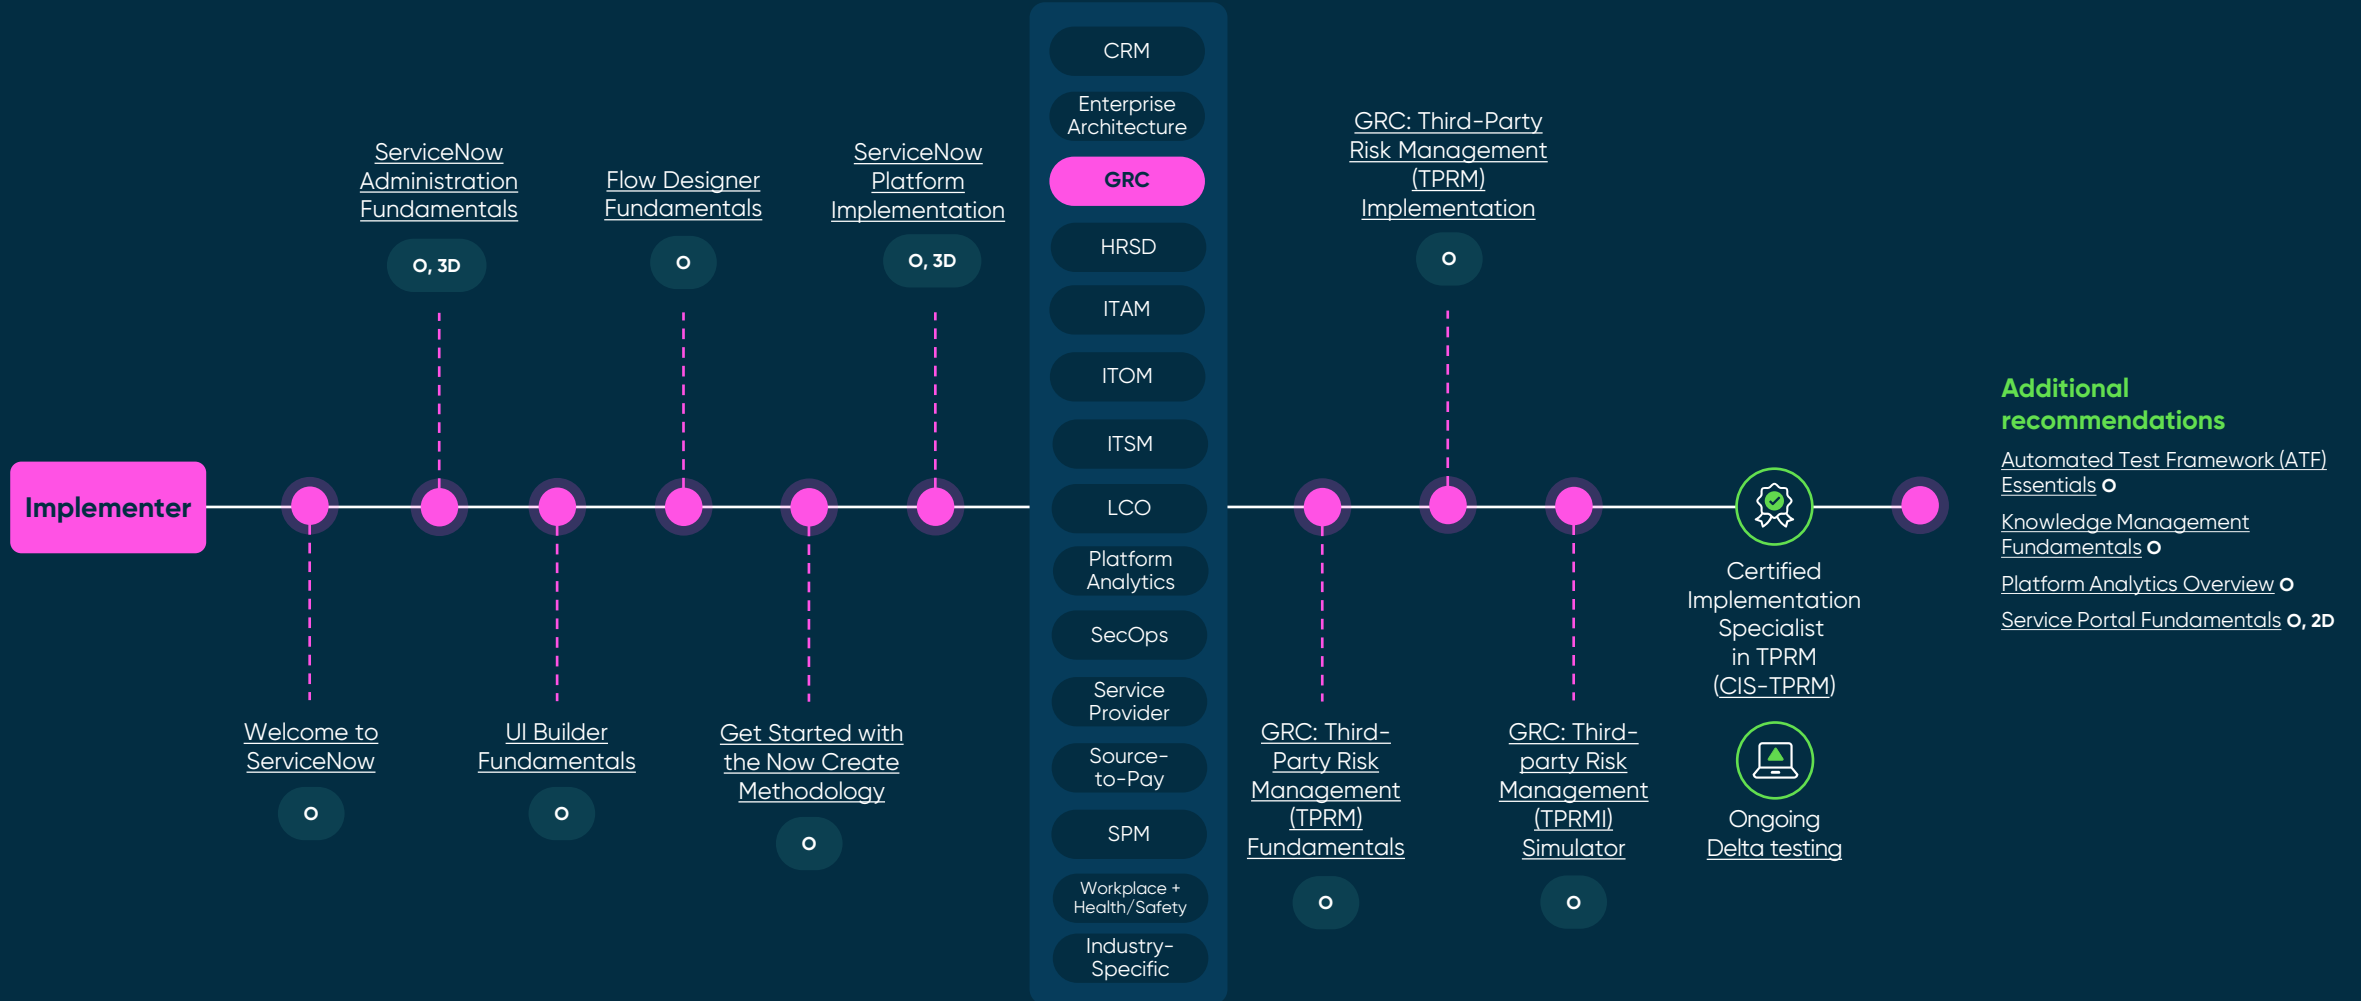 Implementer
Welcome to
ServiceNow
O
ServiceNow
Administration
Fundamentals
O, 3D
UI Builder
Fundamentals
O
Flow Designer
Fundamentals
O
Get Started with
the Now Create
Methodology
O
ServiceNow
Platform
Implementation
O, 3D
CRM
Enterprise
Architecture
GRC
HRSD
ITAM
ITOM
ITSM
LCO
Platform
Analytics
SecOps
Service
Provider
Source-
to-Pay
SPM
Workplace +
Health/Safety
Industry-
Specific
GRC: Third-
Party Risk
Management
(TPRM)
Fundamentals
O
GRC: Third-Party
Risk Management
(TPRM)
Implementation
O
GRC: Third-
party Risk
Management
(TPRMI)
Simulator
O
Certified
Implementation
Specialist
in TPRM
(CIS-TPRM)
Ongoing
Delta testing
Additional
recommendations
Automated Test Framework (ATF)
Essentials O
Knowledge Management
Fundamentals O
Platform Analytics Overview O
Service Portal Fundamentals O, 2D